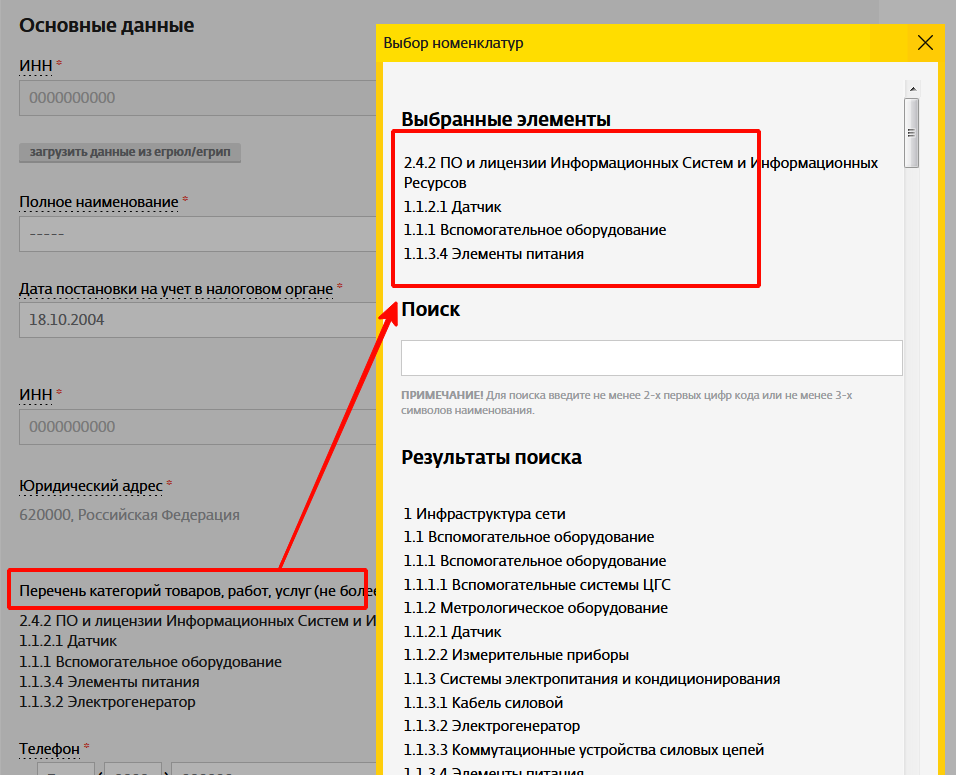 Основные данные
ИНН *
0000000000
загрузить данные из егрюл/егрип
Полное наименование *
-----
Дата постановки на учет в налоговом органе *
18.10.2004
ИНН *
0000000000
Юридический адрес *
620000, Российская Федерация
Перечень категорий товаров, работ, услуг (не более
2.4.2 ПО и лицензии Информационных Систем и И
1.1.2.1 Датчик
1.1.1 Вспомогательное оборудование
1.1.3.4 Элементы питания
1.1.3.2 Электрогенератор
Телефон *
Выбор номенклатур
Выбранные элементы
2.4.2 ПО и лицензии Информационных Систем и Информационных
Ресурсов
1.1.2.1 Датчик
1.1.1 Вспомогательное оборудование
1.1.3.4 Элементы питания
Поиск
ПРИМЕЧАНИЕ! Для поиска введите не менее 2-х первых цифр кода или не менее 3-х
символов наименования.
Результаты поиска
1 Инфраструктура сети
1.1 Вспомогательное оборудование
1.1.1 Вспомогательное оборудование
1.1.1.1 Вспомогательные системы ЦГС
1.1.2 Метрологическое оборудование
1.1.2.1 Датчик
1.1.2.2 Измерительные приборы
1.1.3 Системы электропитания и кондиционирования
1.1.3.1 Кабель силовой
1.1.3.2 Электрогенератор
1.1.3.3 Коммутационные устройства силовых цепей
1.1.3.4 Элементы питания